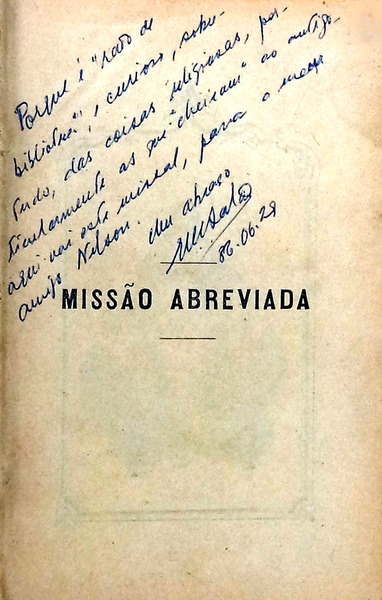 Porque é "rato de
biblioteca", curioso, sobre-
tudo, das coisas religiosas, par-
ticularmente as que "cheiram" ao antigo,
aqui vai este missal, para o meu
amigo Nilson. Um abraço
86.06.29
MISSÃO ABREVIADA